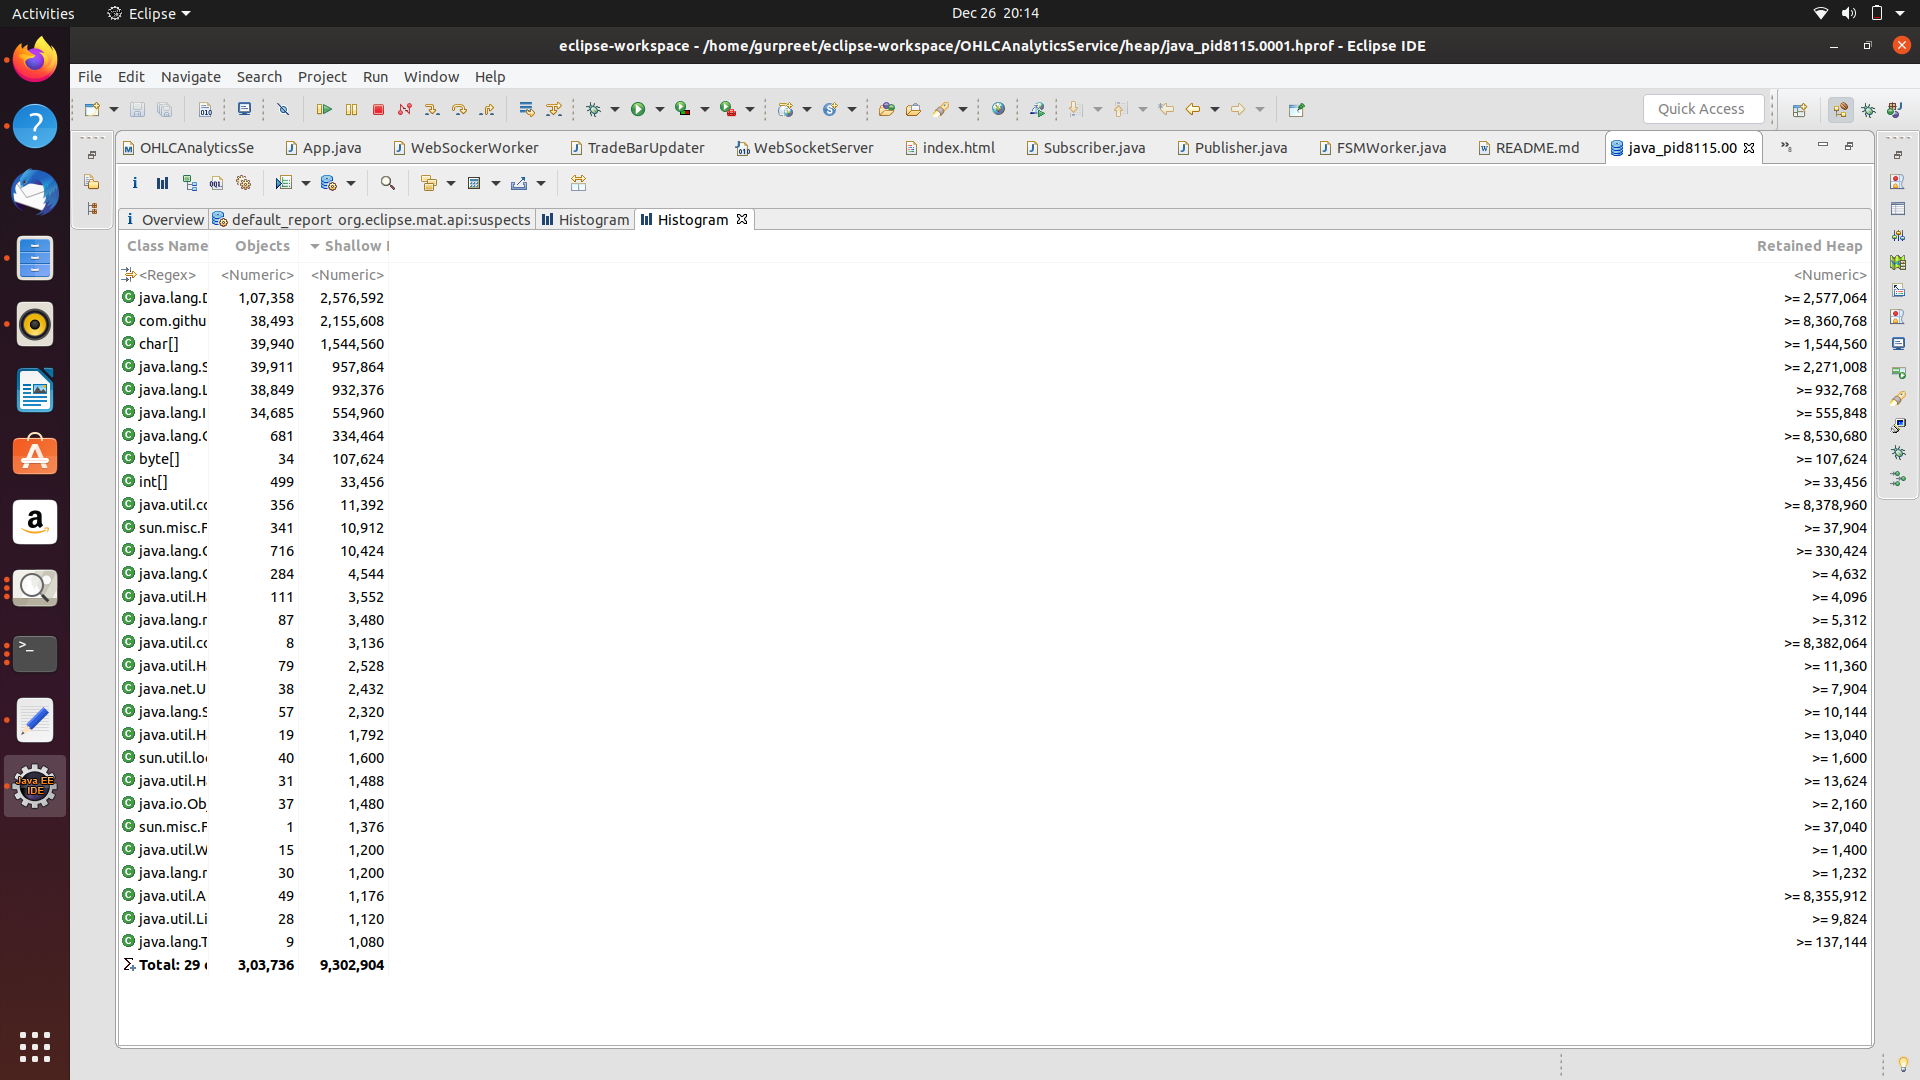 Activities Eclipse Dec 26 20:14
eclipse-workspace - /home/gurpreet/eclipse-workspace/OHLCAnalyticsService/heap/java_pid8115.0001.hprof - Eclipse IDE
File Edit Navigate Search Project Run Window Help
Quick Access
OHLCAnalyticsSe App.java WebSockerWorker TradeBarUpdater WebSocketServer index.html Subscriber.java Publisher.java FSMWorker.java README.md java_pid8115.00
Overview default_report org.eclipse.mat.api:suspects Histogram Histogram
Class Name Objects Shallow Retained Heap
<Regex> <Numeric> <Numeric> <Numeric>
java.lang.D 1,07,358 2,576,592 >= 2,577,064
com.githu 38,493 2,155,608 >= 8,360,768
char[] 39,940 1,544,560 >= 1,544,560
java.lang.S 39,911 957,864 >= 2,271,008
java.lang.L 38,849 932,376 >= 932,768
java.lang.I 34,685 554,960 >= 555,848
java.lang.O 681 334,464 >= 8,530,680
byte[] 34 107,624 >= 107,624
int[] 499 33,456 >= 33,456
java.util.co 356 11,392 >= 8,378,960
sun.misc.F 341 10,912 >= 37,904
java.lang.C 716 10,424 >= 330,424
java.lang.O 284 4,544 >= 4,632
java.util.Ha 111 3,552 >= 4,096
java.lang.r 87 3,480 >= 5,312
java.util.co 8 3,136 >= 8,382,064
java.util.Ha 79 2,528 >= 11,360
java.net.U 38 2,432 >= 7,904
java.lang.S 57 2,320 >= 10,144
java.util.Ha 19 1,792 >= 13,040
sun.util.loc 40 1,600 >= 1,600
java.util.Ha 31 1,488 >= 13,624
java.io.Obj 37 1,480 >= 2,160
sun.misc.F 1 1,376 >= 37,040
java.util.W 15 1,200 >= 1,400
java.lang.r 30 1,200 >= 1,232
java.util.A 49 1,176 >= 8,355,912
java.util.Li 28 1,120 >= 9,824
java.lang.T 9 1,080 >= 137,144
Total: 29 3,03,736 9,302,904
Java EE
IDE